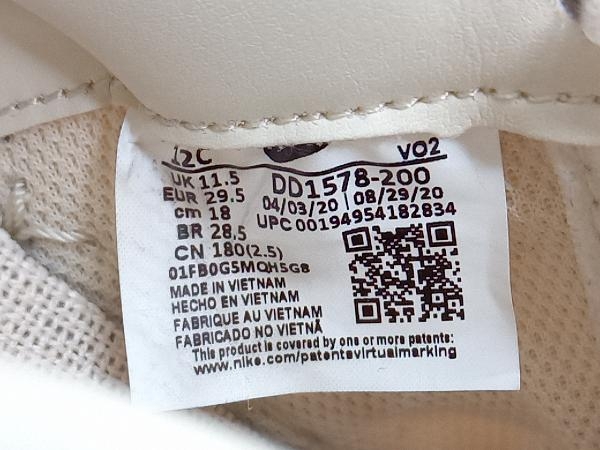 12C VO2
UK 11.5 DD1578-200
EUR 29.5 04/03/20 | 08/29/20
cm 18 UPC 00194954182834
BR 28,5
CN 180(2.5)
01FB0G5MQH5G8
MADE IN VIETNAM
HECHO EN VIETNAM
FABRIQUE AU VIETNAM
FABRICADO NO VIETNÃ
This product is covered by one or more patents:
www.nike.com/patentsvirtualmarking